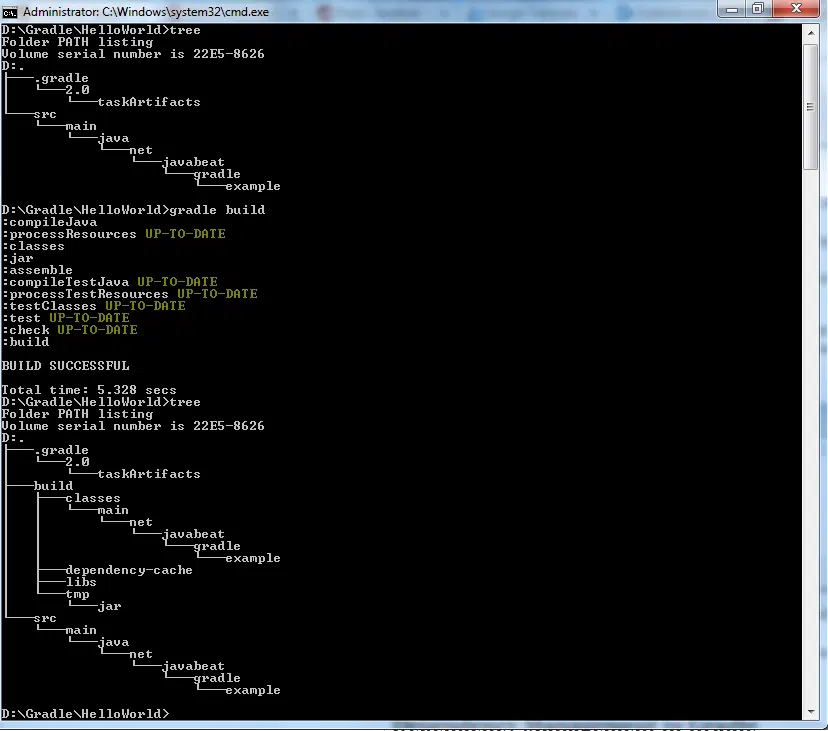 Administrator: C:\Windows\system32\cmd.exe
D:\Gradle\HelloWorld>tree
Folder PATH listing
Volume serial number is 22E5-8626
D:.
├───.gradle
│   └───2.0
│       └───taskArtifacts
└───src
    └───main
        └───java
            └───net
                └───javabeat
                    └───gradle
                        └───example
D:\Gradle\HelloWorld>gradle build
:compileJava
:processResources UP-TO-DATE
:classes
:jar
:assemble
:compileTestJava UP-TO-DATE
:processTestResources UP-TO-DATE
:testClasses UP-TO-DATE
:test UP-TO-DATE
:check UP-TO-DATE
:build
BUILD SUCCESSFUL
Total time: 5.328 secs
D:\Gradle\HelloWorld>tree
Folder PATH listing
Volume serial number is 22E5-8626
D:.
├───.gradle
│   └───2.0
│       └───taskArtifacts
├───build
│   ├───classes
│   │   └───main
│   │       └───net
│   │           └───javabeat
│   │               └───gradle
│   │                   └───example
│   ├───dependency-cache
│   ├───libs
│   └───tmp
│       └───jar
└───src
    └───main
        └───java
            └───net
                └───javabeat
                    └───gradle
                        └───example
D:\Gradle\HelloWorld>